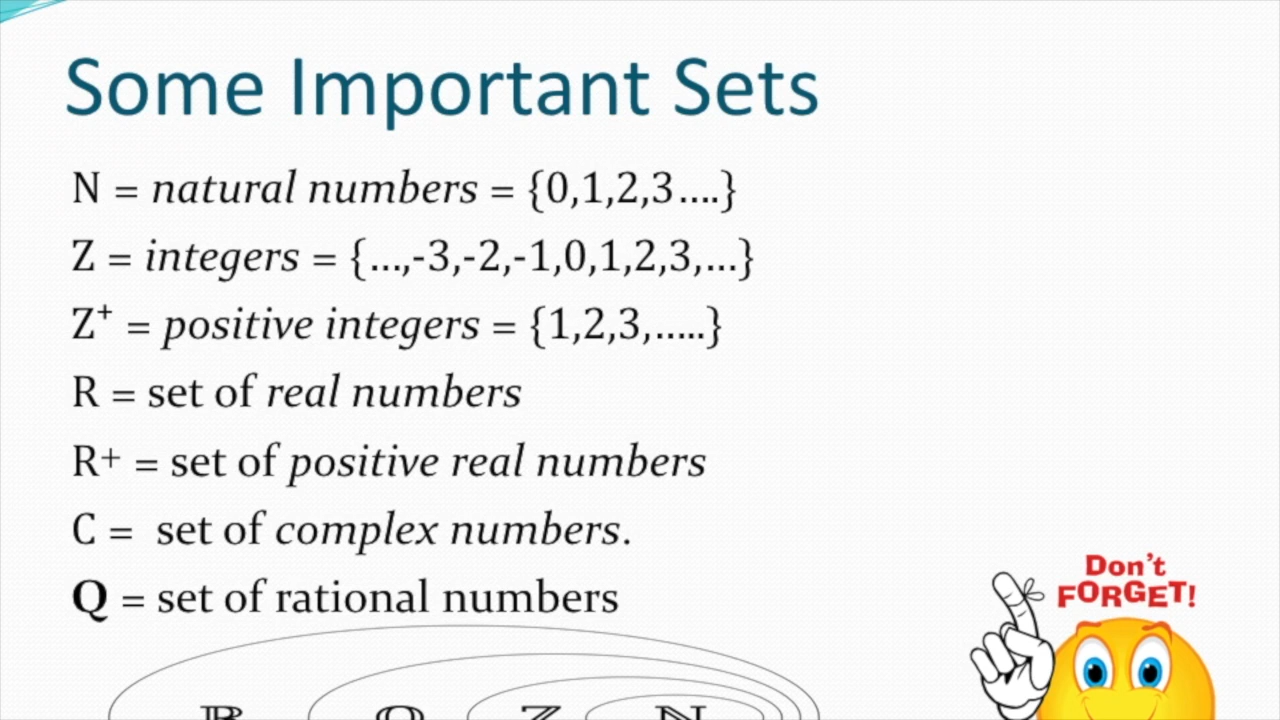 Some Important Sets
N = natural numbers = {0,1,2,3....}
Z = integers = {...,-3,-2,-1,0,1,2,3,...}
Z⁺ = positive integers = {1,2,3,.....}
R = set of real numbers
R+ = set of positive real numbers
C =  set of complex numbers.
Q = set of rational numbers
Don't
FORGET!
ℝ ℚ ℤ ℕ